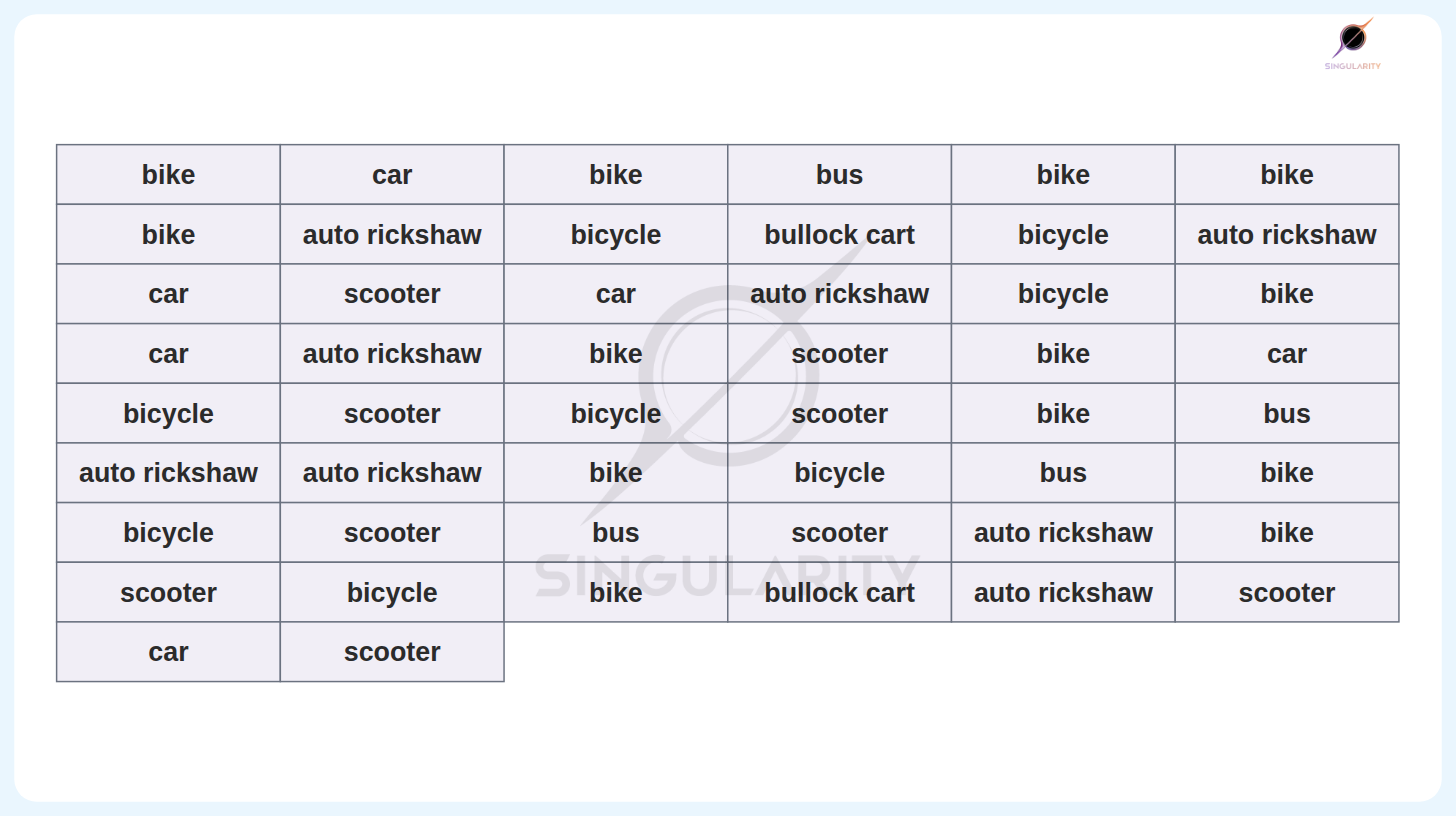 SINGULARITY
bike car bike bus bike bike
bike auto rickshaw bicycle bullock cart bicycle auto rickshaw
car scooter car auto rickshaw bicycle bike
car auto rickshaw bike scooter bike car
bicycle scooter bicycle scooter bike bus
auto rickshaw auto rickshaw bike bicycle bus bike
bicycle scooter bus scooter auto rickshaw bike
SINGULARITY
scooter bicycle bike bullock cart auto rickshaw scooter
car scooter